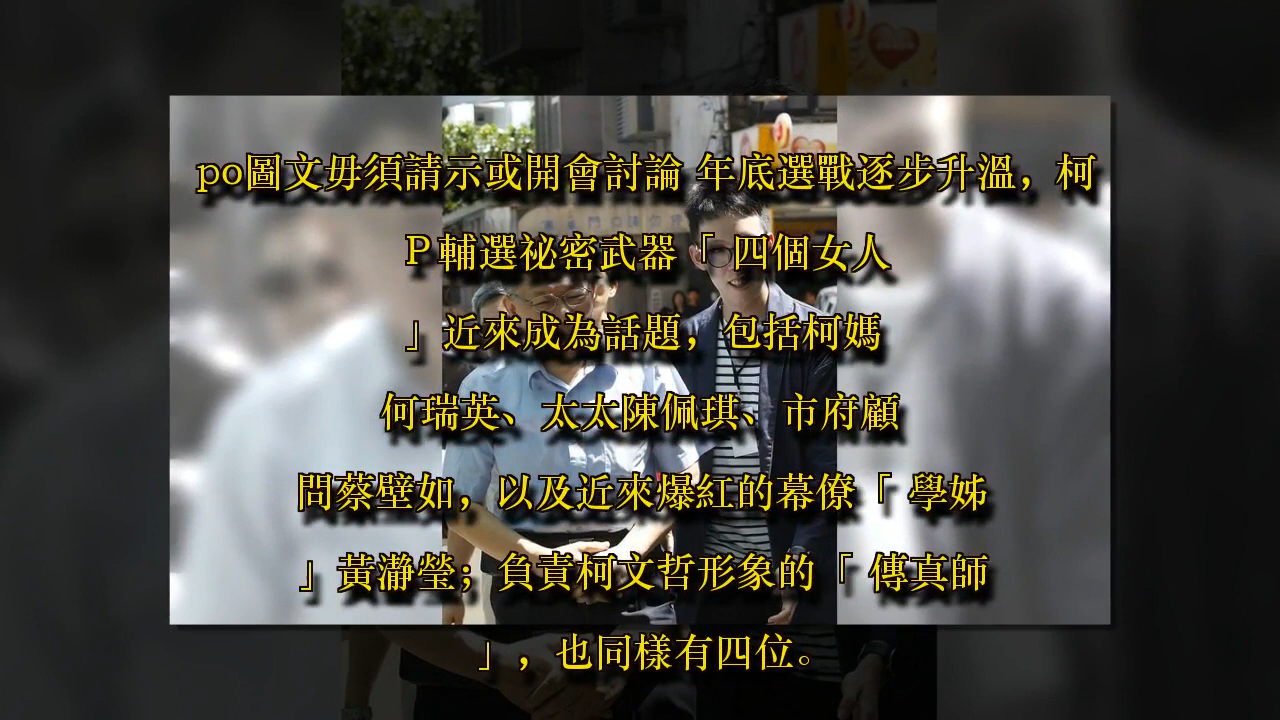 po圖文毋須請示或開會討論 年底選戰逐步升溫，柯
P輔選祕密武器「 四個女人
」近來成為話題，包括柯媽
何瑞英、太太陳佩琪、市府顧
問蔡壁如，以及近來爆紅的幕僚「 學姊
」黃瀞瑩；負責柯文哲形象的「 傳真師
」，也同樣有四位。